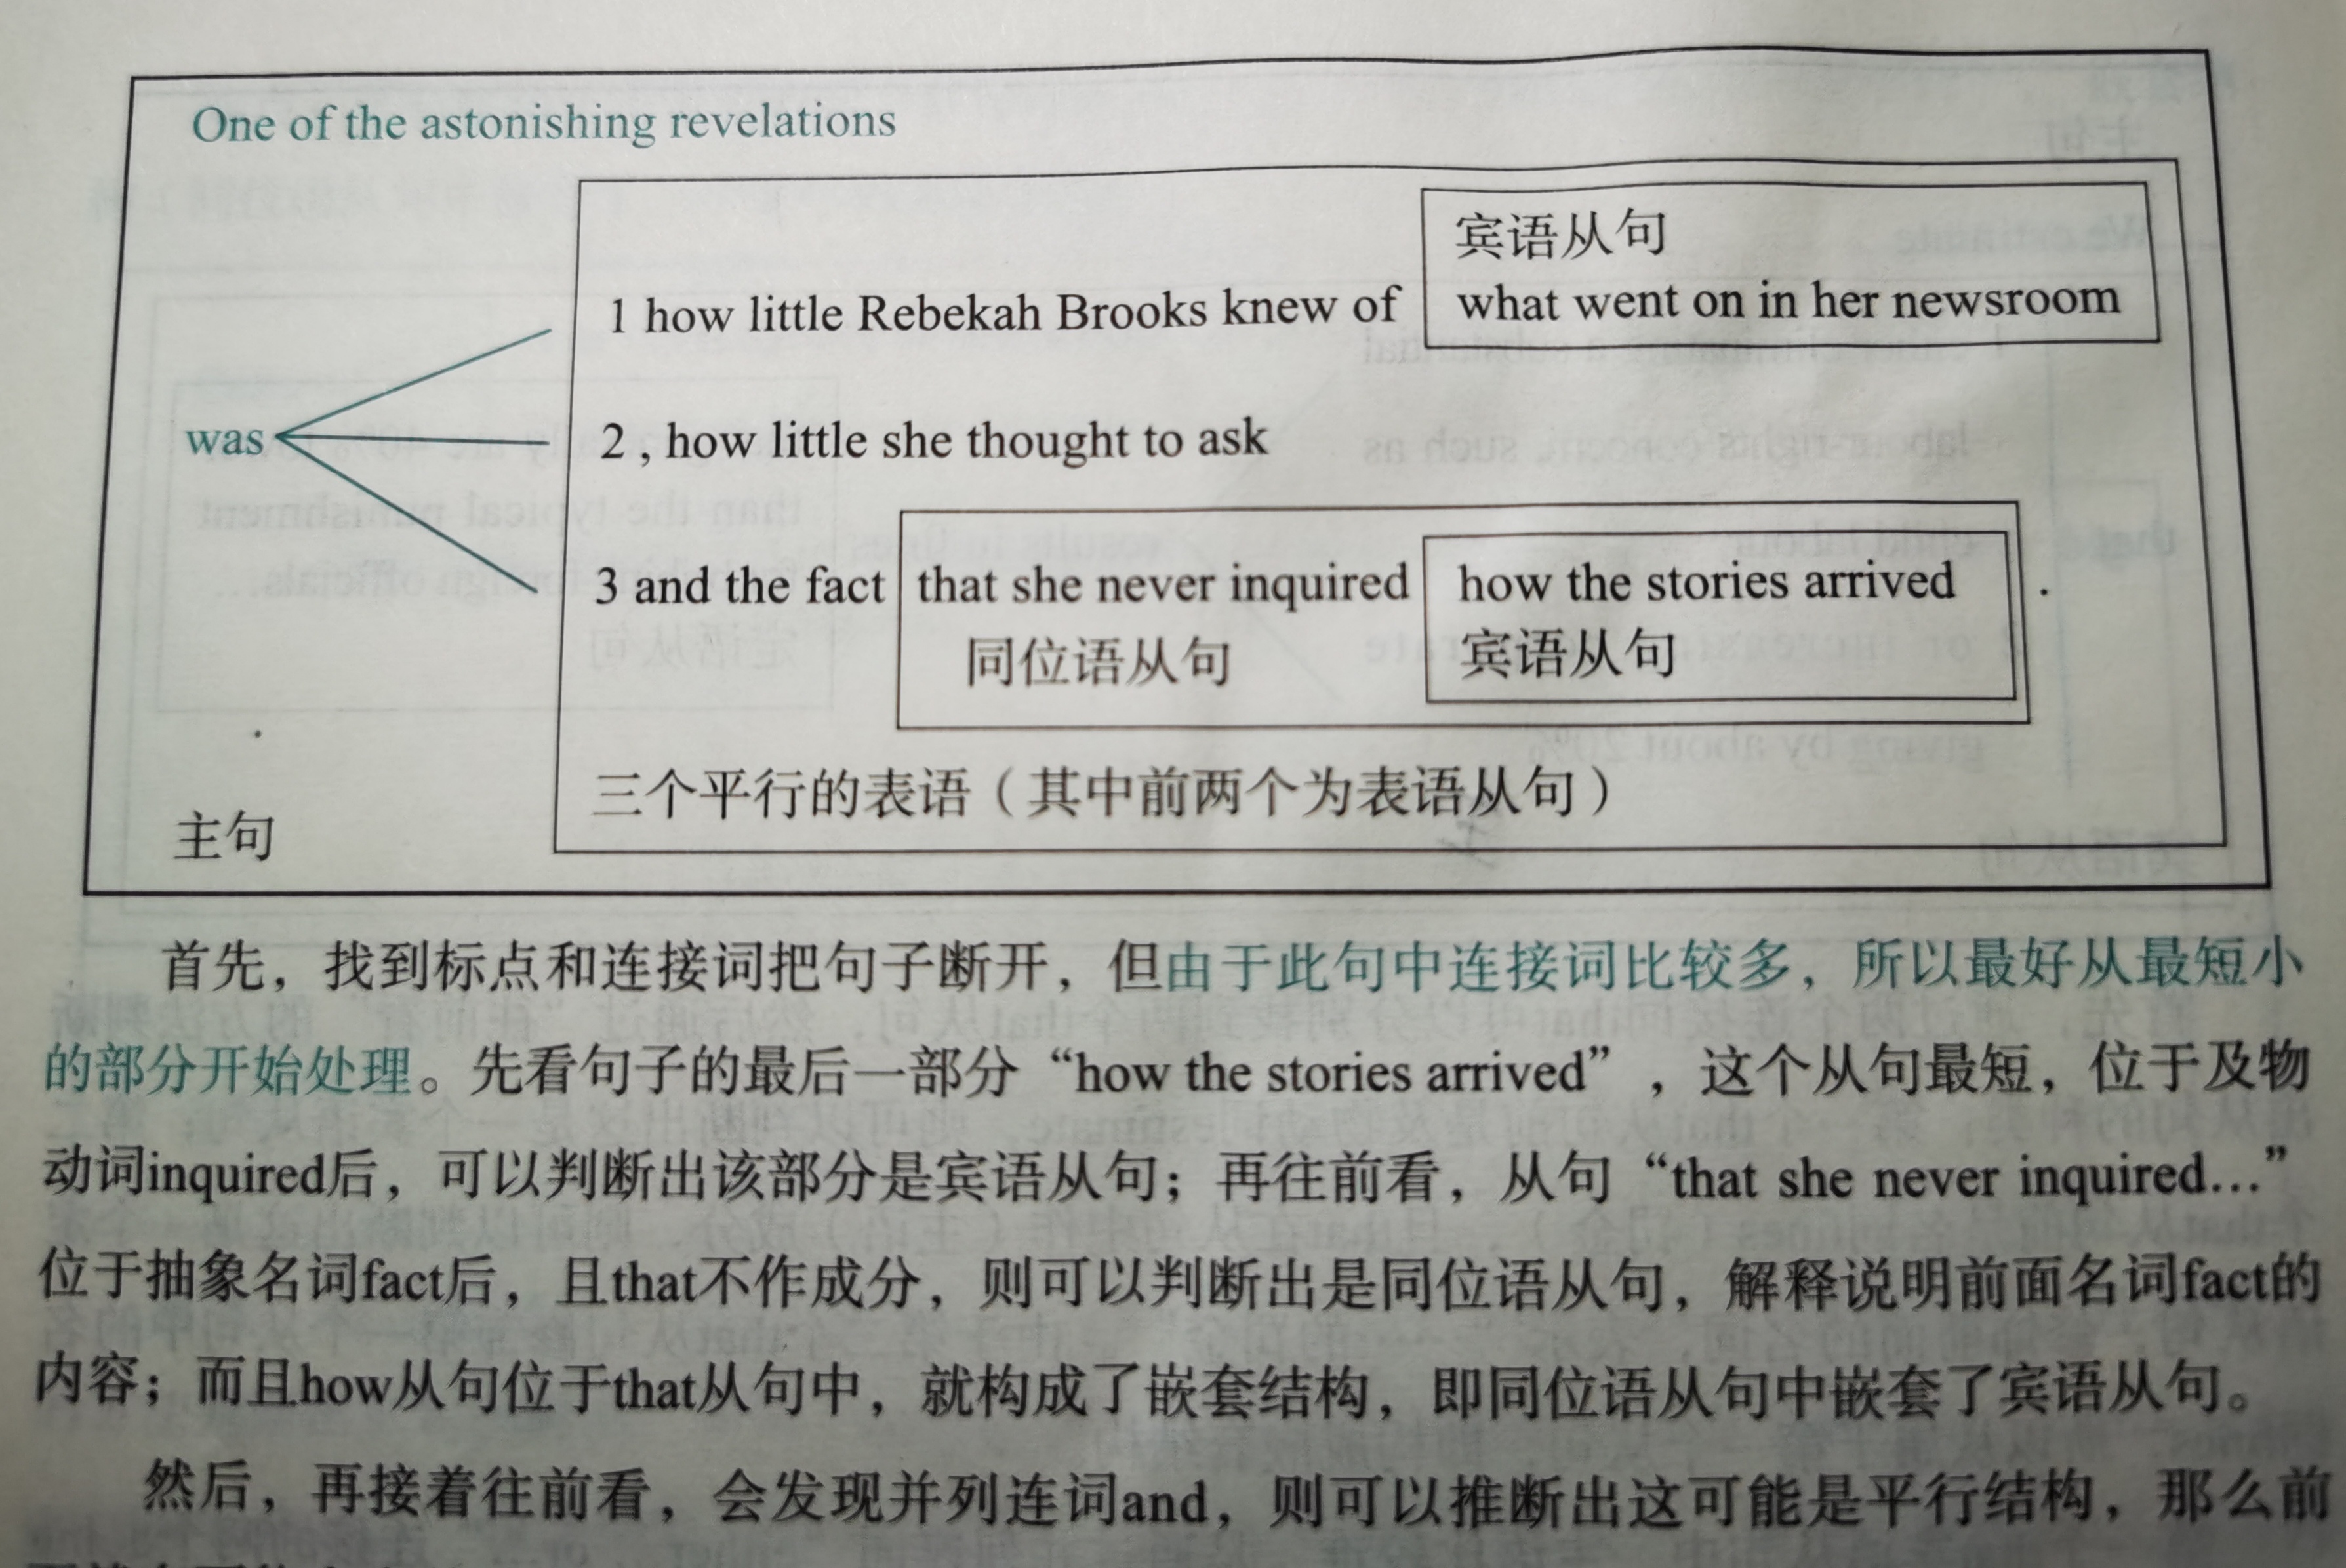 One of the astonishing revelations
宾语从句
1 how little Rebekah Brooks knew of what went on in her newsroom
was 2 , how little she thought to ask
3 and the fact that she never inquired how the stories arrived .
同位语从句 宾语从句
三个平行的表语（其中前两个为表语从句）
主句
首先，找到标点和连接词把句子断开，但由于此句中连接词比较多，所以最好从最短小
的部分开始处理。先看句子的最后一部分“how the stories arrived”，这个从句最短，位于及物
动词inquired后，可以判断出该部分是宾语从句；再往前看，从句“that she never inquired…”
位于抽象名词fact后，且that不作成分，则可以判断出是同位语从句，解释说明前面名词fact的
内容；而且how从句位于that从句中，就构成了嵌套结构，即同位语从句中嵌套了宾语从句。
然后，再接着往前看，会发现并列连词and，则可以推断出这可能是平行结构，那么前